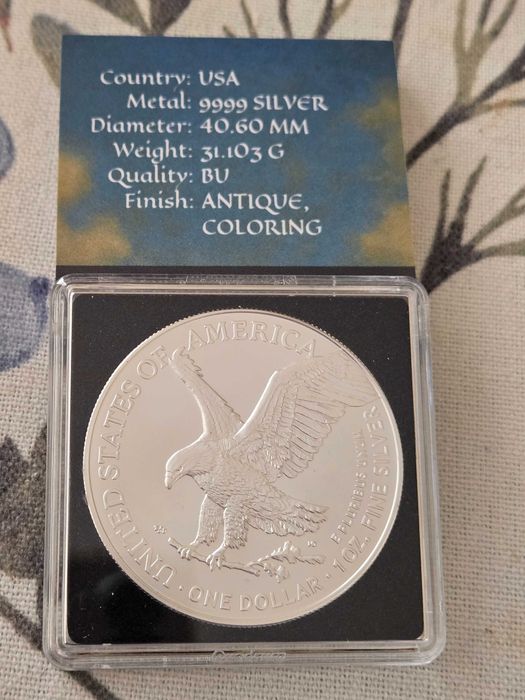 Country: USA
Metal: 9999 SILVER
Diameter: 40.60 MM
Weight: 31.103 G
Quality: BU
Finish: ANTIQUE,
COLORING
UNITED STATES OF AMERICA
E PLURIBUS UNUM
1 OZ. FINE SILVER · ONE DOLLAR ·